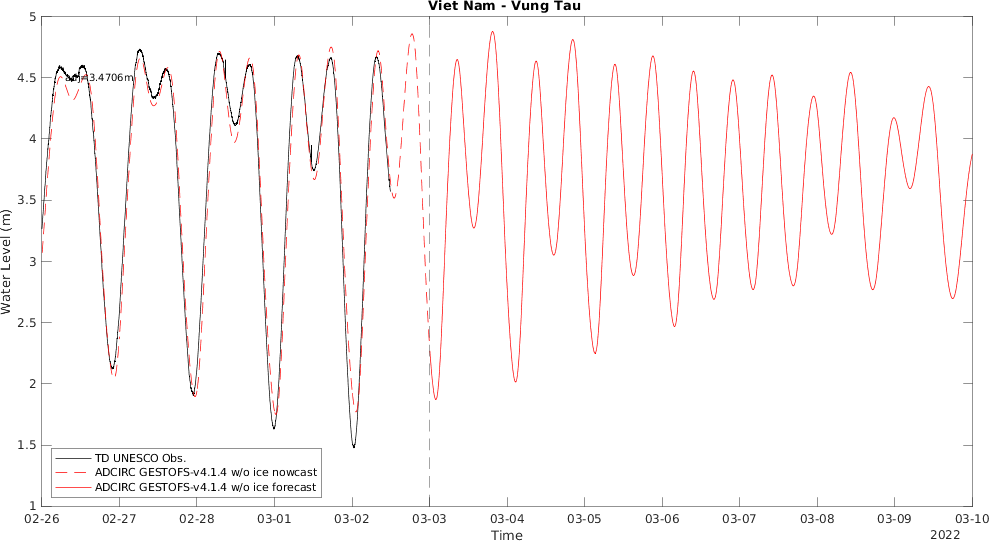 Viet Nam - Vung Tau
5
4.5
4
3.5
3
2.5
2
1.5
1
Water Level (m)
adj=3.4706m
TD UNESCO Obs.
ADCIRC GESTOFS-v4.1.4 w/o ice nowcast
ADCIRC GESTOFS-v4.1.4 w/o ice forecast
02-26 02-27 02-28 03-01 03-02 03-03 03-04 03-05 03-06 03-07 03-08 03-09 03-10
Time
2022